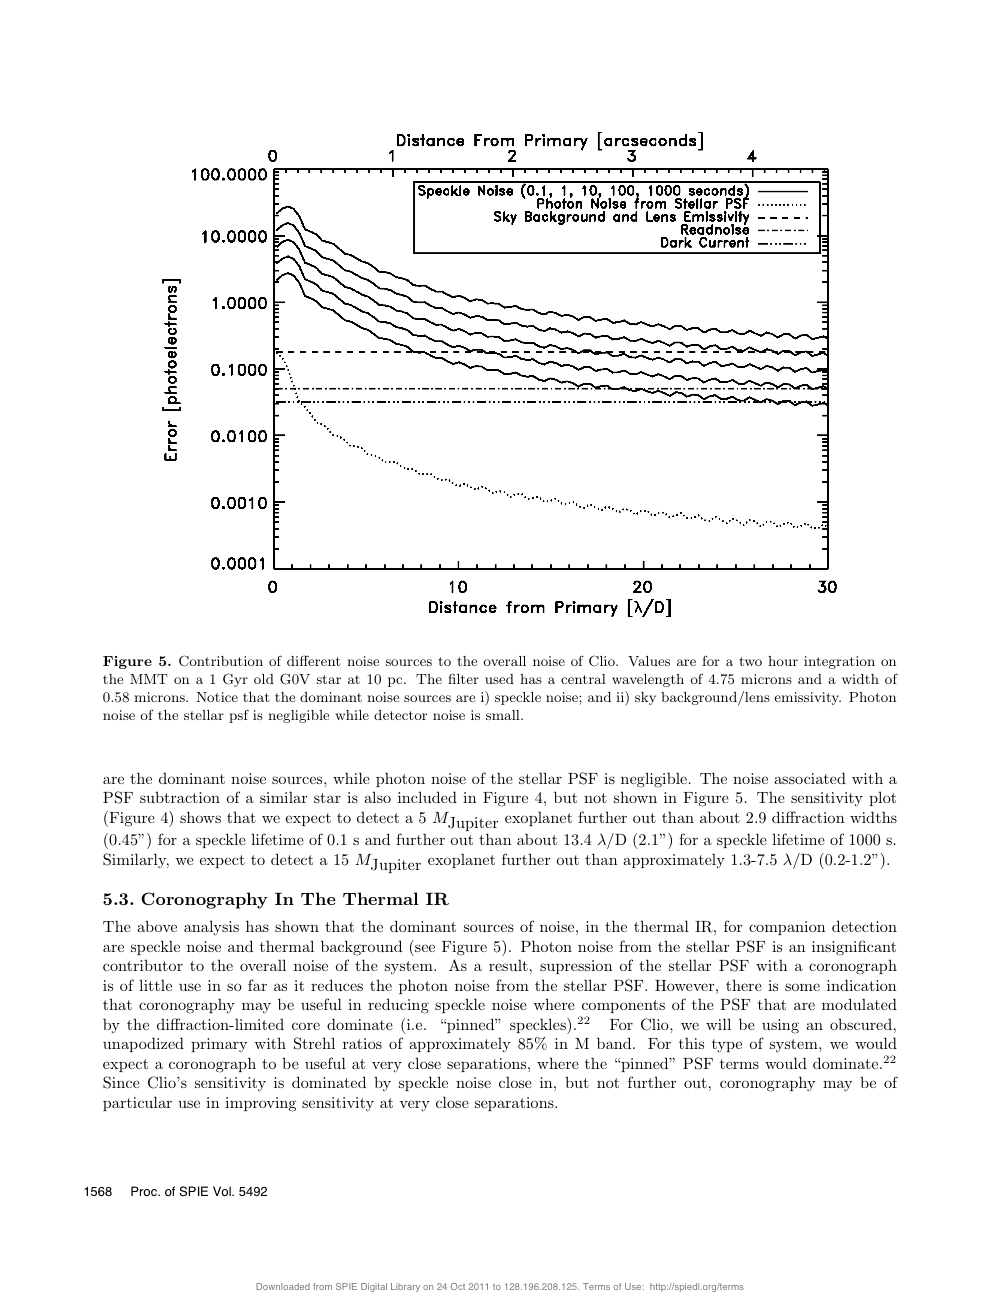 Distance From Primary [arcseconds]
0 1 2 3 4
100.0000
10.0000
1.0000
0.1000
0.0100
0.0010
0.0001
Error [photoelectrons]
Speckle Noise (0.1, 1, 10, 100, 1000 seconds)
Photon Noise from Stellar PSF
Sky Background and Lens Emissivity
Readnoise
Dark Current
0 10 20 30
Distance from Primary [λ/D]
Figure 5. Contribution of different noise sources to the overall noise of Clio. Values are for a two hour integration on
the MMT on a 1 Gyr old G0V star at 10 pc. The filter used has a central wavelength of 4.75 microns and a width of
0.58 microns. Notice that the dominant noise sources are i) speckle noise; and ii) sky background/lens emissivity. Photon
noise of the stellar psf is negligible while detector noise is small.
are the dominant noise sources, while photon noise of the stellar PSF is negligible. The noise associated with a
PSF subtraction of a similar star is also included in Figure 4, but not shown in Figure 5. The sensitivity plot
(Figure 4) shows that we expect to detect a 5 MJupiter exoplanet further out than about 2.9 diffraction widths
(0.45”) for a speckle lifetime of 0.1 s and further out than about 13.4 λ/D (2.1”) for a speckle lifetime of 1000 s.
Similarly, we expect to detect a 15 MJupiter exoplanet further out than approximately 1.3-7.5 λ/D (0.2-1.2”).
5.3. Coronography In The Thermal IR
The above analysis has shown that the dominant sources of noise, in the thermal IR, for companion detection
are speckle noise and thermal background (see Figure 5). Photon noise from the stellar PSF is an insignificant
contributor to the overall noise of the system. As a result, supression of the stellar PSF with a coronograph
is of little use in so far as it reduces the photon noise from the stellar PSF. However, there is some indication
that coronography may be useful in reducing speckle noise where components of the PSF that are modulated
by the diffraction-limited core dominate (i.e. “pinned” speckles).22 For Clio, we will be using an obscured,
unapodized primary with Strehl ratios of approximately 85% in M band. For this type of system, we would
expect a coronograph to be useful at very close separations, where the “pinned” PSF terms would dominate.22
Since Clio’s sensitivity is dominated by speckle noise close in, but not further out, coronography may be of
particular use in improving sensitivity at very close separations.
1568 Proc. of SPIE Vol. 5492
Downloaded from SPIE Digital Library on 24 Oct 2011 to 128.196.208.125. Terms of Use: http://spiedl.org/terms